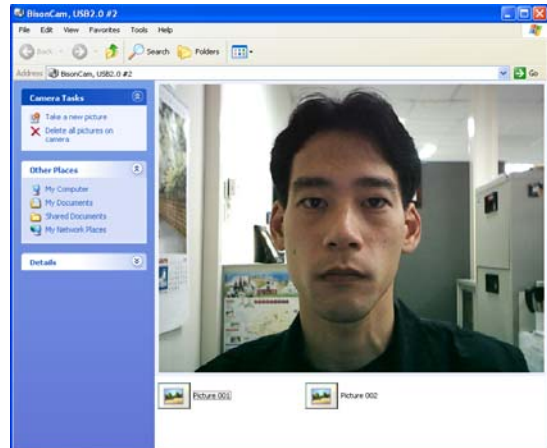 BisonCam, USB2.0 #2
File Edit View Favorites Tools Help
Back Search Folders
Address BisonCam, USB2.0 #2 Go
Camera Tasks
Take a new picture
Delete all pictures on
camera
Other Places
My Computer
My Documents
Shared Documents
My Network Places
Details
Picture 001 Picture 002